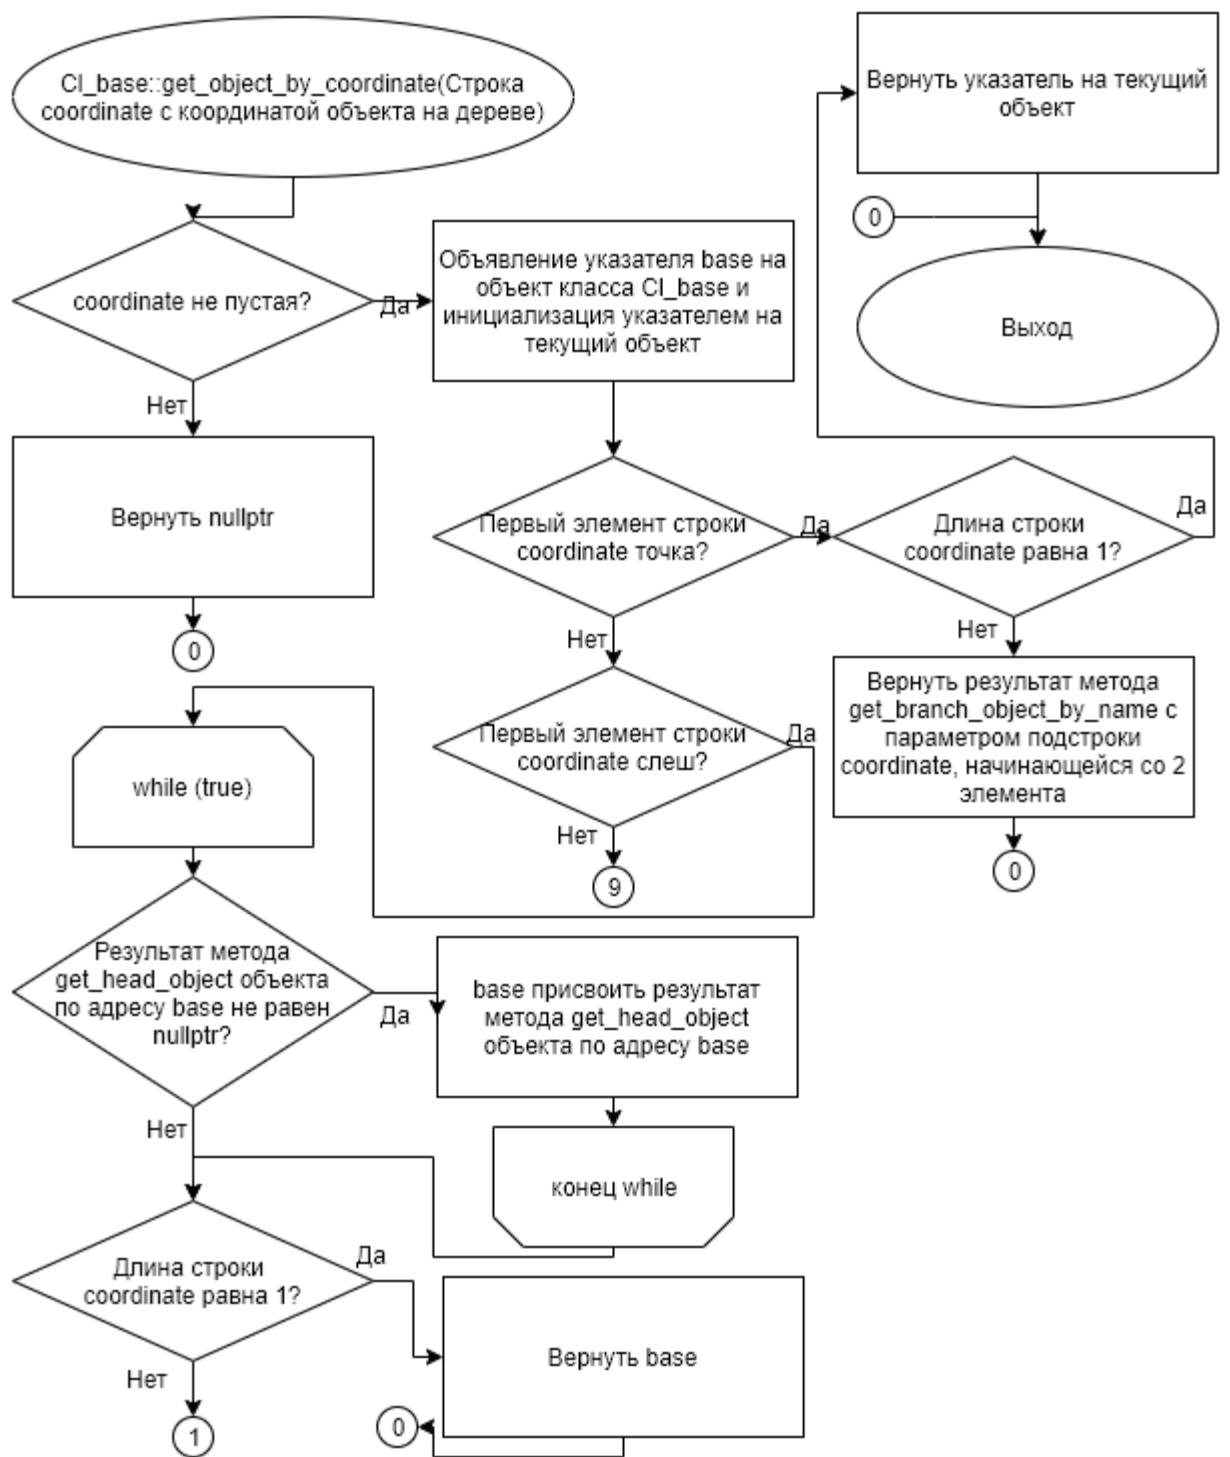 Cl_base::get_object_by_coordinate(Строка
coordinate с координатой объекта на дереве)
Вернуть указатель на текущий
объект
0
Выход
coordinate не пустая?
Да
Объявление указателя base на
объект класса Cl_base и
инициализация указателем на
текущий объект
Нет
Вернуть nullptr
0
Первый элемент строки
coordinate точка?
Да
Длина строки
coordinate равна 1?
Да
Нет
Нет
Вернуть результат метода
get_branch_object_by_name с
параметром подстроки
coordinate, начинающейся со 2
элемента
0
Первый элемент строки
coordinate слеш?
Да
Нет
9
while (true)
Результат метода
get_head_object объекта
по адресу base не равен
nullptr?
Да
base присвоить результат
метода get_head_object
объекта по адресу base
Нет
конец while
Длина строки
coordinate равна 1?
Да
Вернуть base
0
Нет
1